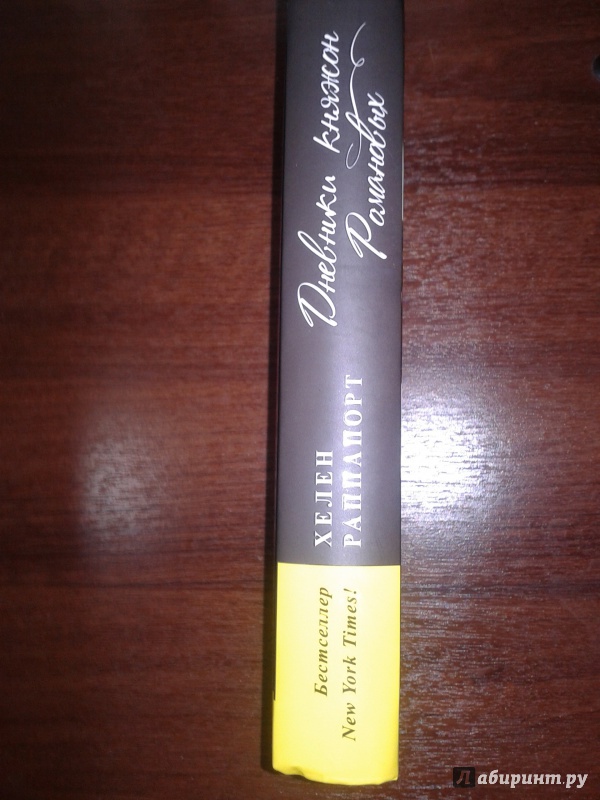 Дневники княжон
Романовых
ХЕЛЕН
РАППАПОРТ
Бестселлер
New York Times!
Лабиринт.ру